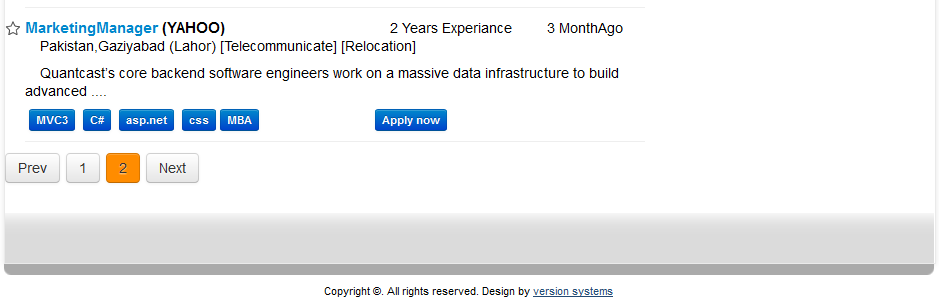 MarketingManager (YAHOO) 2 Years Experiance 3 MonthAgo
Pakistan,Gaziyabad (Lahor) [Telecommunicate] [Relocation]
Quantcast's core backend software engineers work on a massive data infrastructure to build
advanced ....
MVC3 C# asp.net css MBA Apply now
Prev 1 2 Next
Copyright ©. All rights reserved. Design by version systems